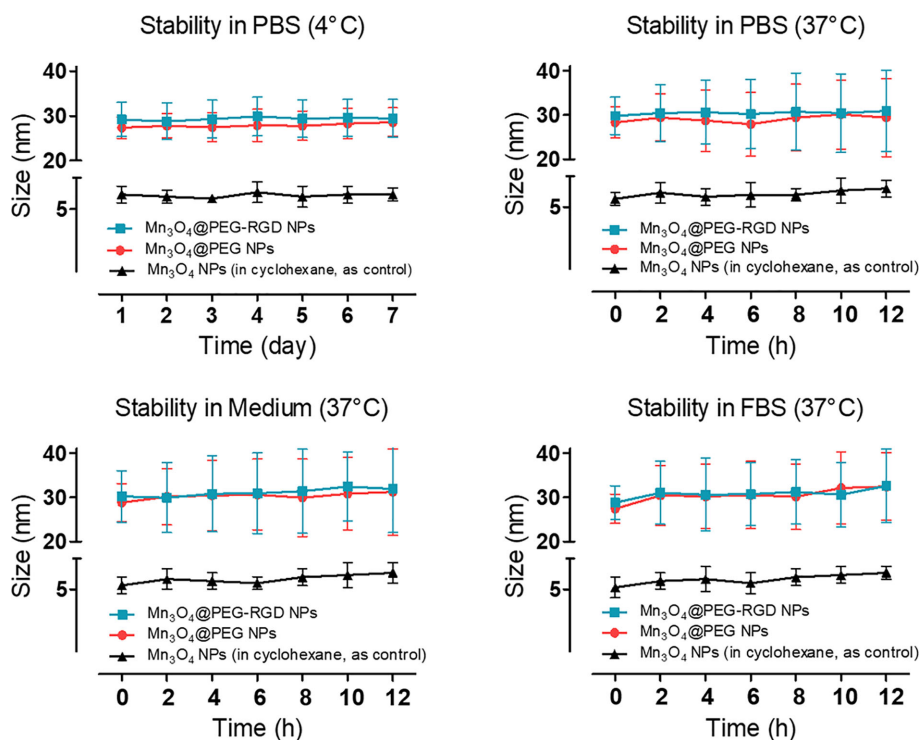 Stability in PBS (4°C)
Size (nm)
40
30
20
5
Mn₃O₄@PEG-RGD NPs
Mn₃O₄@PEG NPs
Mn₃O₄ NPs (in cyclohexane, as control)
1 2 3 4 5 6 7
Time (day)
Stability in PBS (37°C)
Size (nm)
40
30
20
5
Mn₃O₄@PEG-RGD NPs
Mn₃O₄@PEG NPs
Mn₃O₄ NPs (in cyclohexane, as control)
0 2 4 6 8 10 12
Time (h)
Stability in Medium (37°C)
Size (nm)
40
30
20
5
Mn₃O₄@PEG-RGD NPs
Mn₃O₄@PEG NPs
Mn₃O₄ NPs (in cyclohexane, as control)
0 2 4 6 8 10 12
Time (h)
Stability in FBS (37°C)
Size (nm)
40
30
20
5
Mn₃O₄@PEG-RGD NPs
Mn₃O₄@PEG NPs
Mn₃O₄ NPs (in cyclohexane, as control)
0 2 4 6 8 10 12
Time (h)